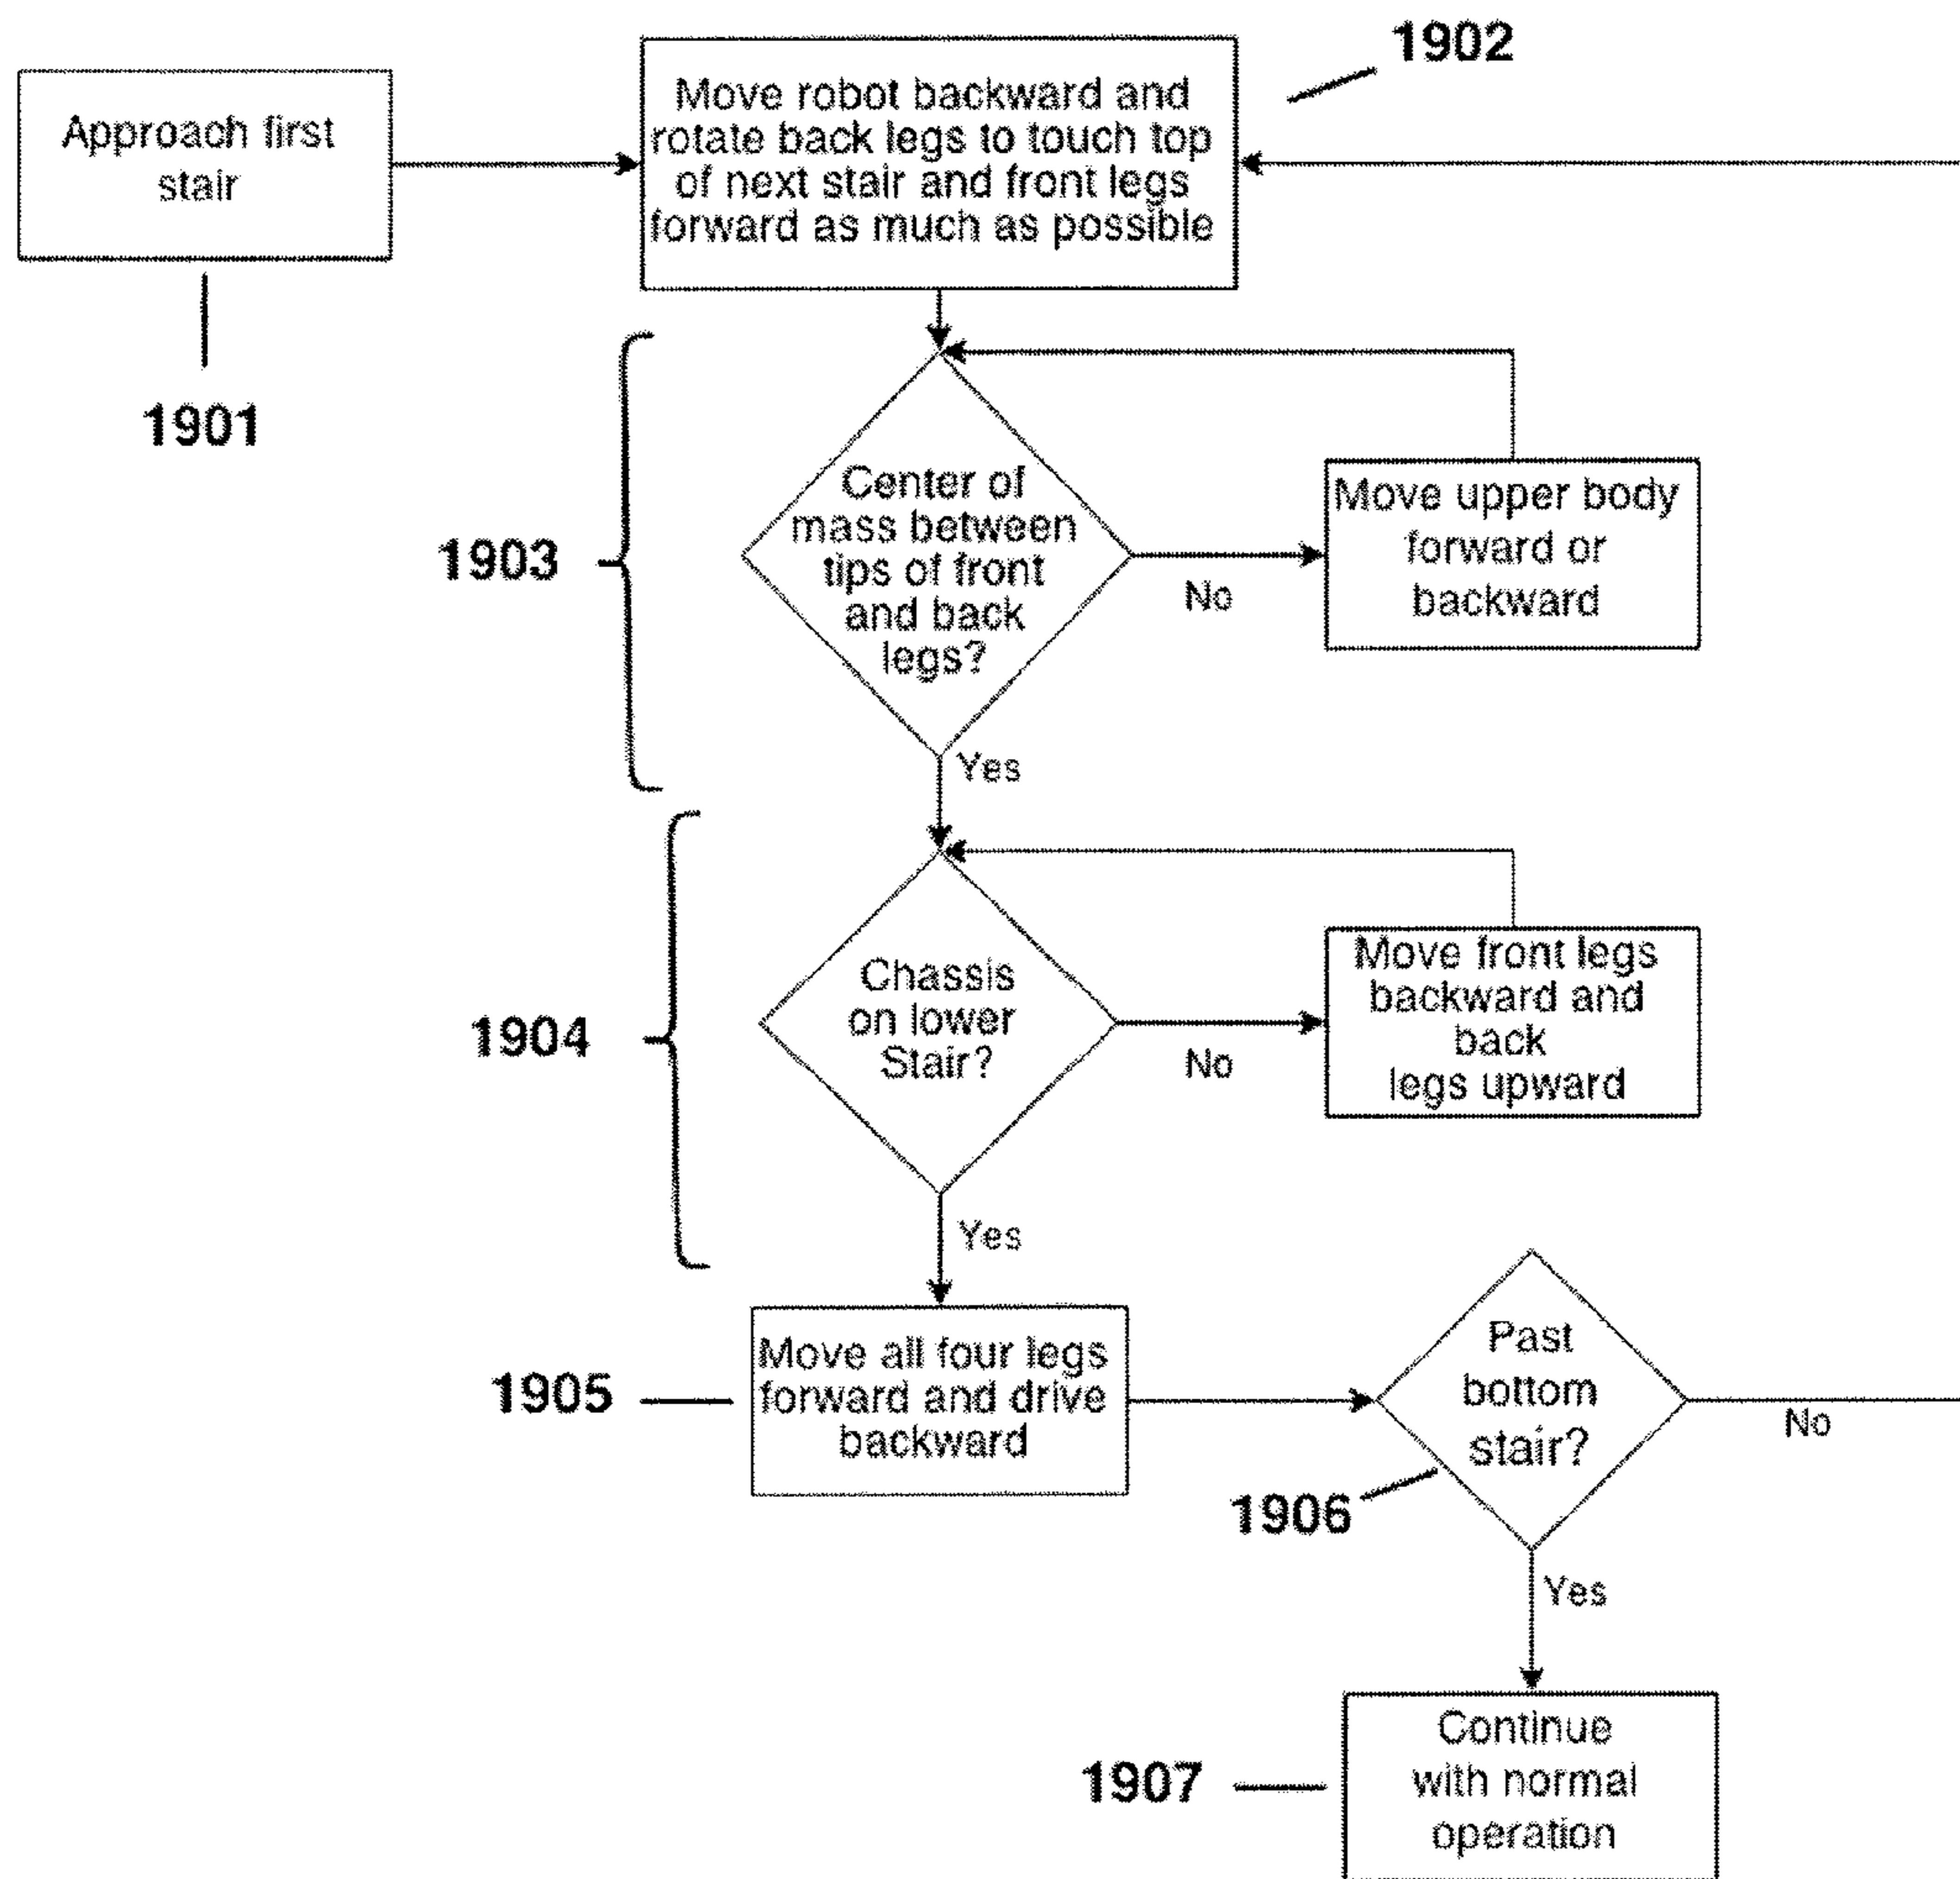 1902
Approach first
stair
Move robot backward and
rotate back legs to touch top
of next stair and front legs
forward as much as possible
1901
1903
Center of
mass between
tips of front
and back
legs?
No
Move upper body
forward or
backward
Yes
1904
Chassis
on lower
Stair?
No
Move front legs
backward and
back
legs upward
Yes
1905
Move all four legs
forward and drive
backward
Past
bottom
stair?
No
1906
Yes
1907
Continue
with normal
operation